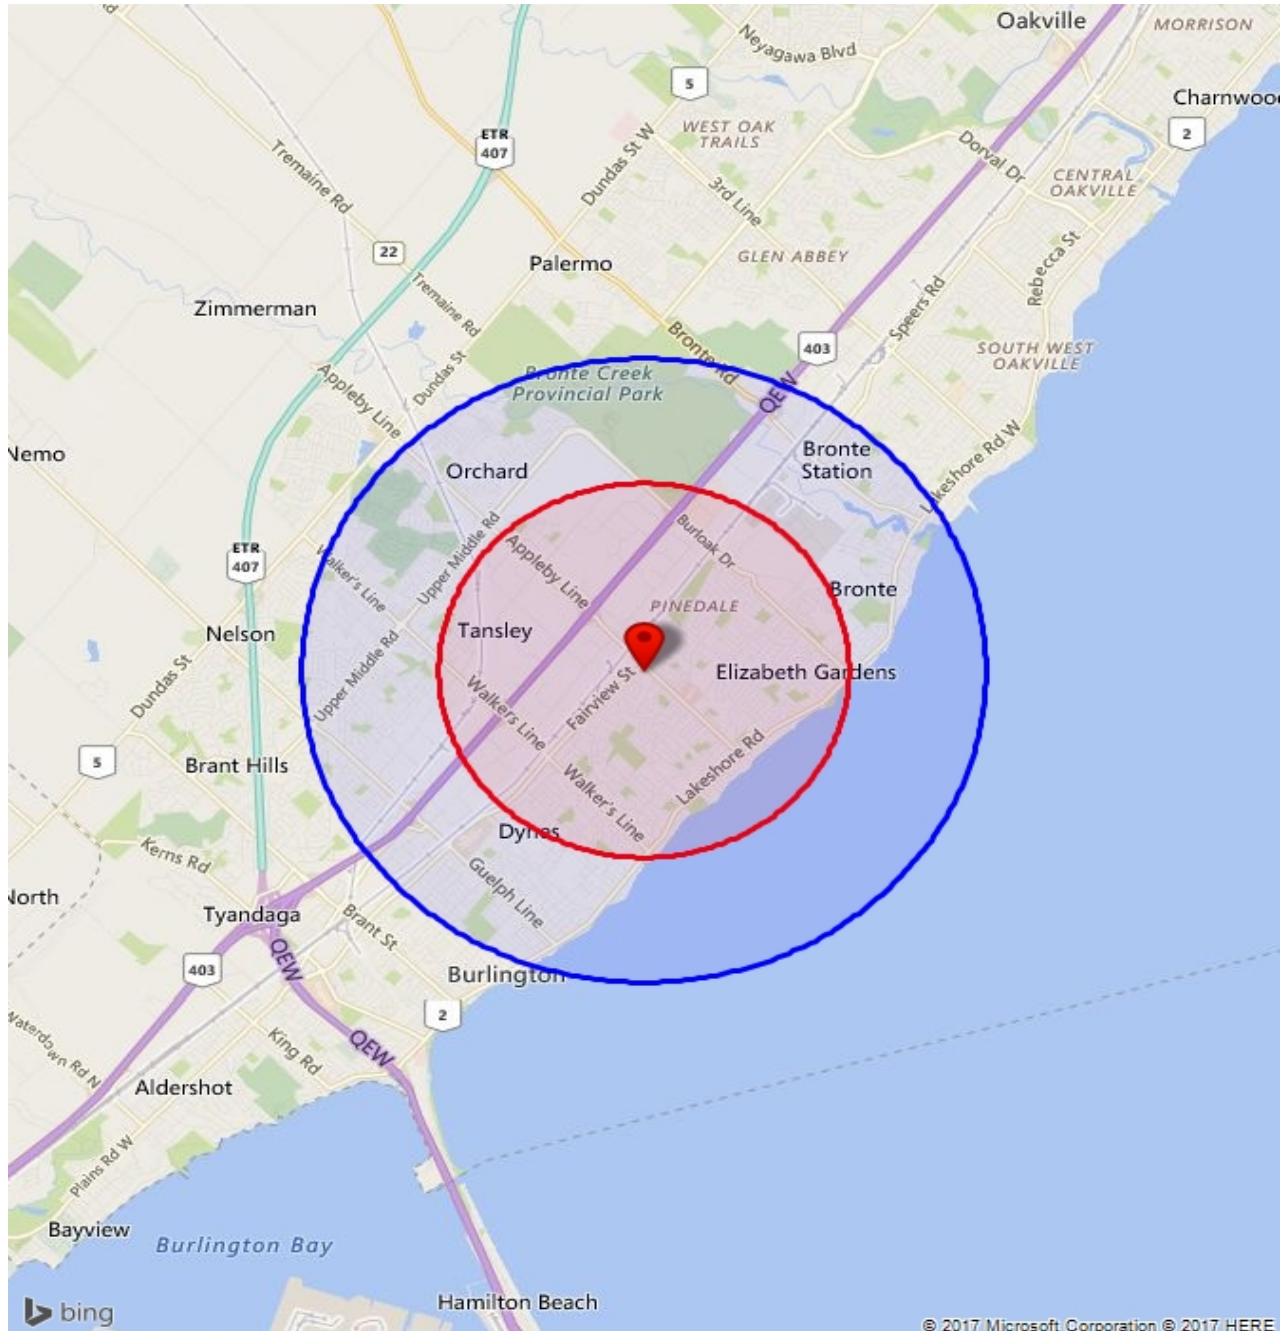 Oakville
MORRISON
Neyagawa Blvd
5
Charnwood
WEST OAK
TRAILS
2
ETR
407
Dundas St W
Dorval Dr
Tremaine Rd
3rd Line
CENTRAL
OAKVILLE
22
Palermo
GLEN ABBEY
Rebecca St
Tremaine Rd
Speers Rd
Zimmerman
403
Bronte Rd
SOUTH WEST
OAKVILLE
Appleby Line
Dundas St
Bronte Creek
Provincial Park
QEW
Nemo
Orchard
Bronte
Station
Lakeshore Rd W
ETR
407
Walker's Line
Upper Middle Rd
Appleby Line
Burloak Dr
Bronte
PINEDALE
Nelson
Tansley
Upper Middle Rd
Elizabeth Gardens
Dundas St
Fairview St
Walkers Line
5
Brant Hills
Lakeshore Rd
Walker's Line
Dynes
Kerns Rd
Guelph Line
North
Tyandaga
Brant St
QEW
403
Burlington
2
Waterdown Rd N
King Rd
QEW
Aldershot
Plains Rd W
Bayview
Burlington Bay
Hamilton Beach
bing
© 2017 Microsoft Corporation © 2017 HERE